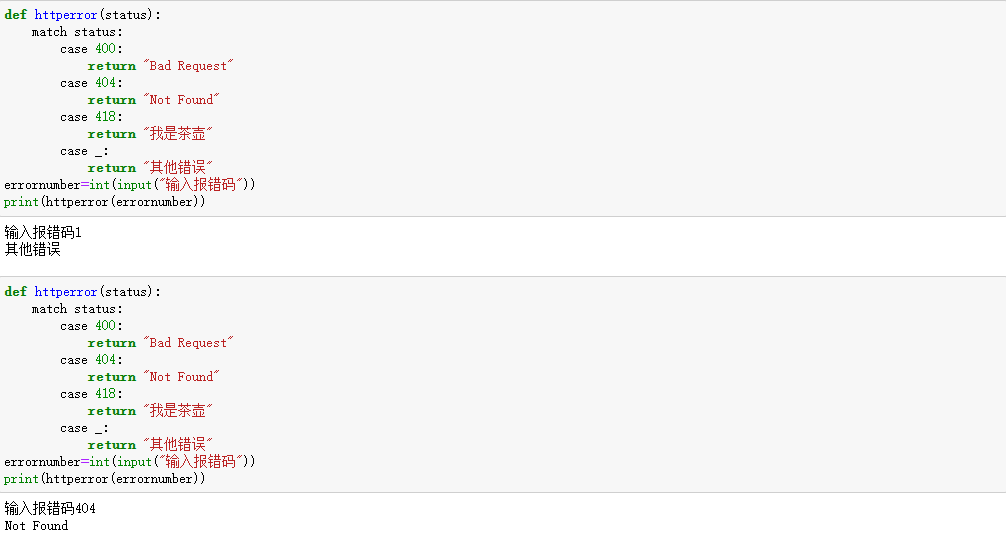 def httperror(status):
    match status:
        case 400:
            return "Bad Request"
        case 404:
            return "Not Found"
        case 418:
            return "我是茶壶"
        case _:
            return "其他错误"
errornumber=int(input("输入报错码"))
print(httperror(errornumber))
输入报错码1
其他错误
def httperror(status):
    match status:
        case 400:
            return "Bad Request"
        case 404:
            return "Not Found"
        case 418:
            return "我是茶壶"
        case _:
            return "其他错误"
errornumber=int(input("输入报错码"))
print(httperror(errornumber))
输入报错码404
Not Found